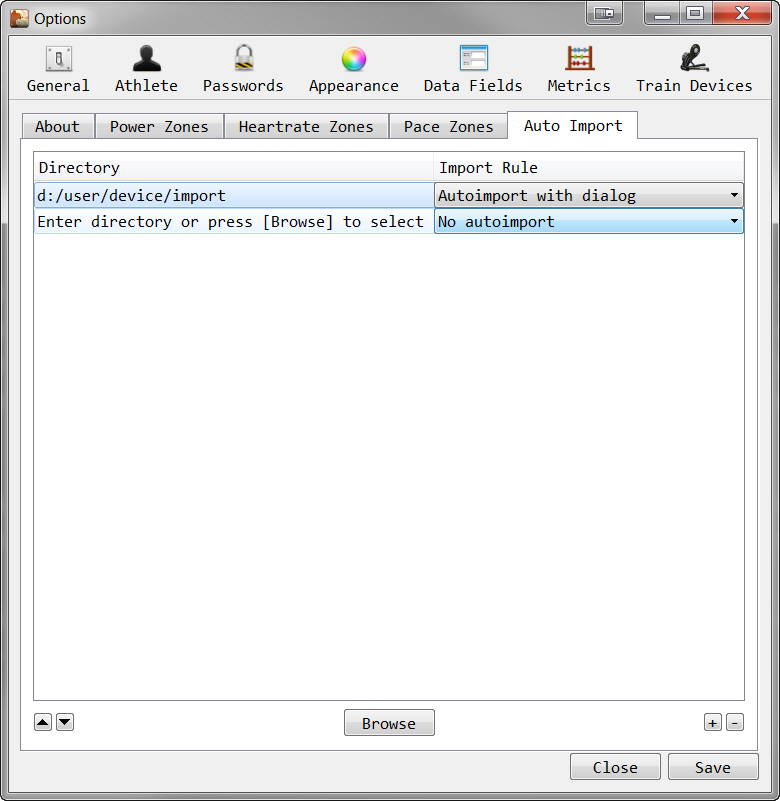 Options
General Athlete Passwords Appearance Data Fields Metrics Train Devices
About Power Zones Heartrate Zones Pace Zones Auto Import
Directory Import Rule
d:/user/device/import Autoimport with dialog
Enter directory or press [Browse] to select No autoimport
Browse + -
Close Save